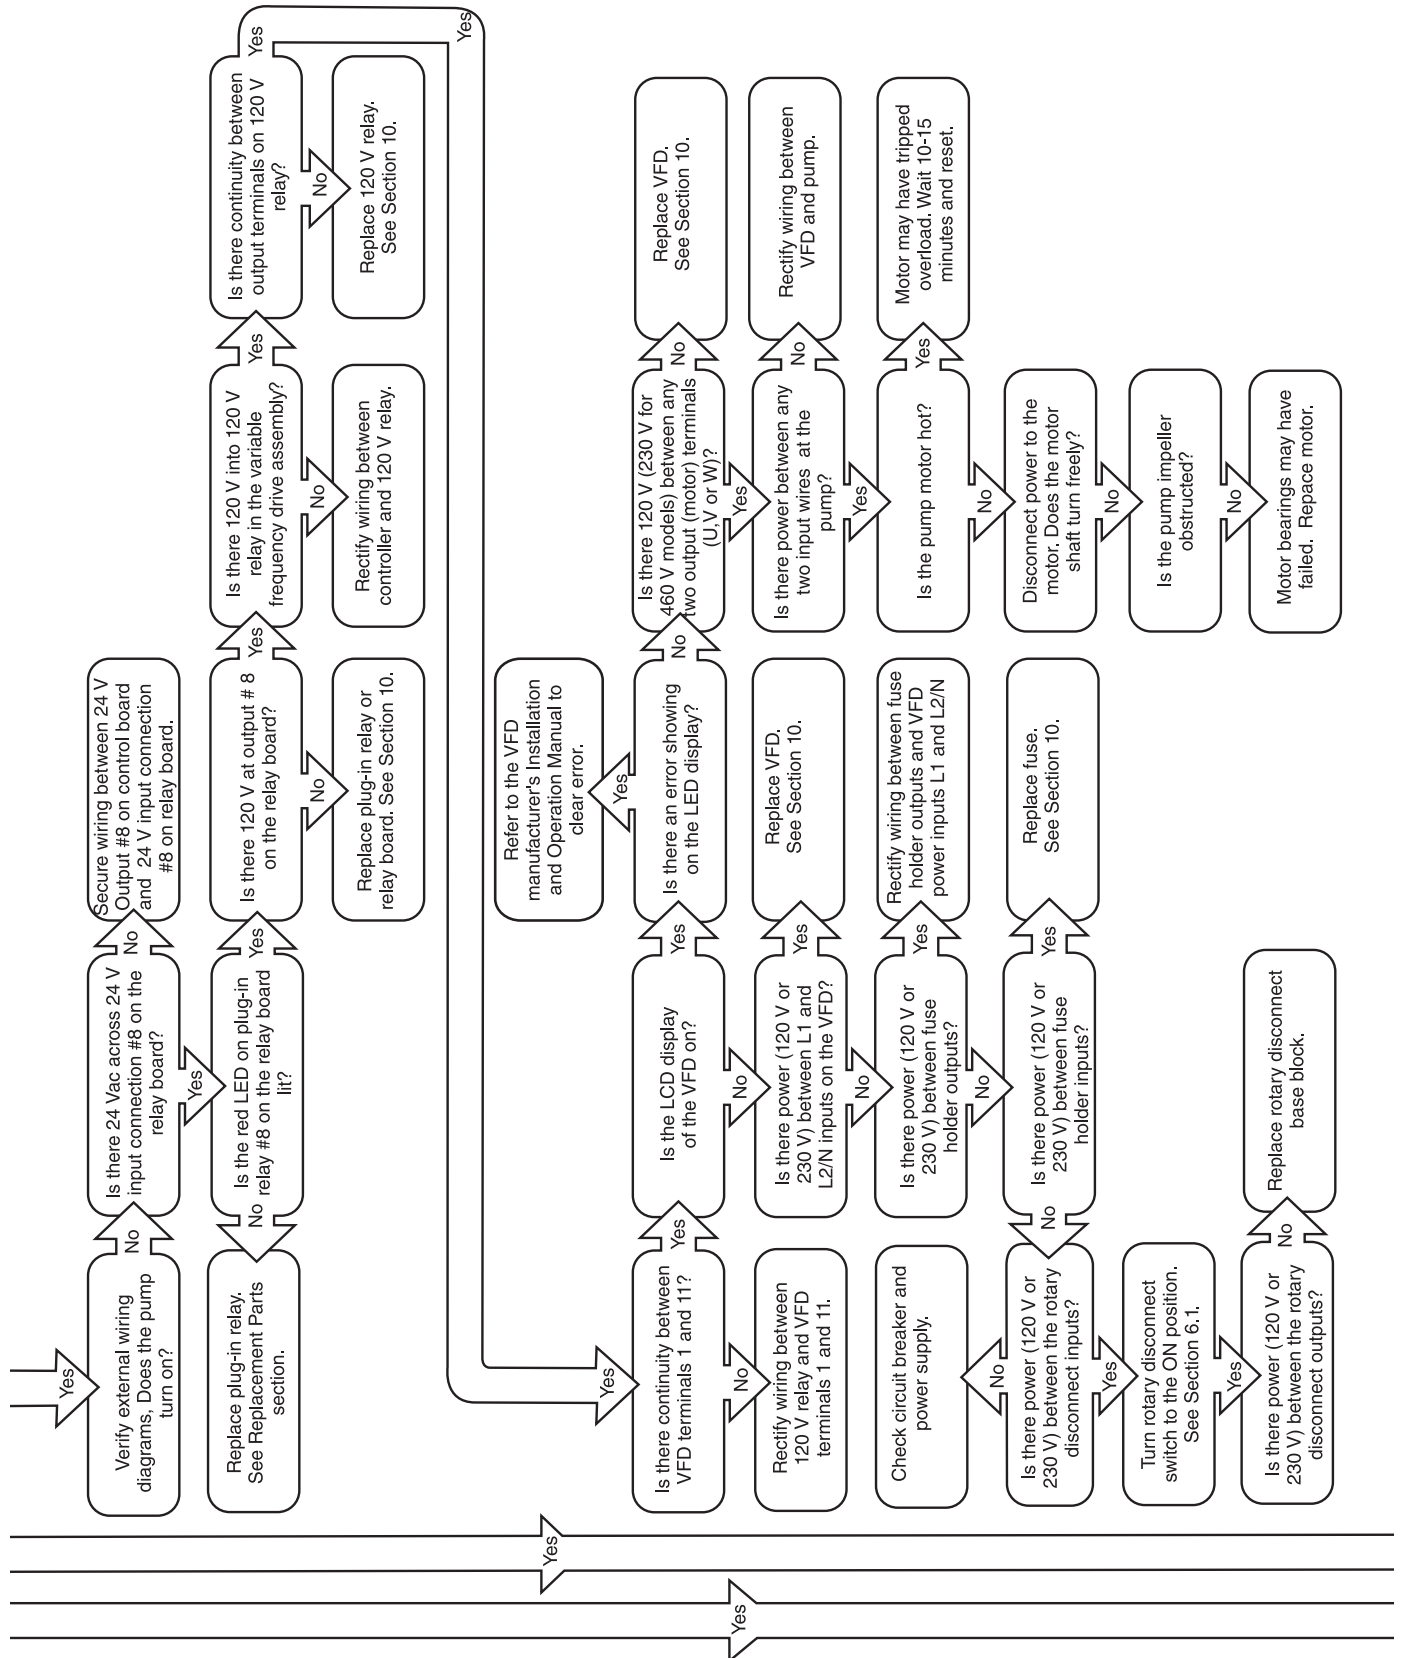 Yes
Verify external wiring
diagrams, Does the pump
turn on?
No
Is there 24 Vac across 24 V
input connection #8 on the
relay board?
No
Secure wiring between 24 V
Output #8 on control board
and 24 V input connection
#8 on relay board.
Yes
Replace plug-in relay.
See Replacement Parts
section.
No
Is the red LED on plug-in
relay #8 on the relay board
lit?
Yes
Is there 120 V at output # 8
on the relay board?
Yes
Is there 120 V into 120 V
relay in the variable
frequency drive assembly?
Yes
Is there continuity between
output terminals on 120 V
relay?
Yes
No
Replace plug-in relay or
relay board. See Section 10.
No
Rectify wiring between
controller and 120 V relay.
No
Replace 120 V relay.
See Section 10.
Yes
Yes
Refer to the VFD
manufacturer's Installation
and Operation Manual to
clear error.
Yes
Is there continuity between
VFD terminals 1 and 11?
Yes
Is the LCD display
of the VFD on?
Yes
Is there an error showing
on the LED display?
No
Is there 120 V (230 V for
460 V models) between any
two output (motor) terminals
(U,V or W)?
No
Replace VFD.
See Section 10.
No
Rectify wiring between
120 V relay and VFD
terminals 1 and 11.
No
Is there power (120 V or
230 V) between L1 and
L2/N inputs on the VFD?
Yes
Replace VFD.
See Section 10.
Yes
Is there power between any
two input wires at the
pump?
No
Rectify wiring between
VFD and pump.
Check circuit breaker and
power supply.
No
No
Is there power (120 V or
230 V) between fuse
holder outputs?
Yes
Rectify wiring between fuse
holder outputs and VFD
power inputs L1 and L2/N
Yes
Is the pump motor hot?
Yes
Motor may have tripped
overload. Wait 10-15
minutes and reset.
Is there power (120 V or
230 V) between the rotary
disconnect inputs?
No
No
Is there power (120 V or
230 V) between fuse
holder inputs?
Yes
Replace fuse.
See Section 10.
No
Disconnect power to the
motor. Does the motor
shaft turn freely?
Yes
Turn rotary disconnect
switch to the ON position.
See Section 6.1.
No
Is the pump impeller
obstructed?
Yes
Is there power (120 V or
230 V) between the rotary
disconnect outputs?
No
Replace rotary disconnect
base block.
No
Motor bearings may have
failed. Repace motor.
Yes
Yes